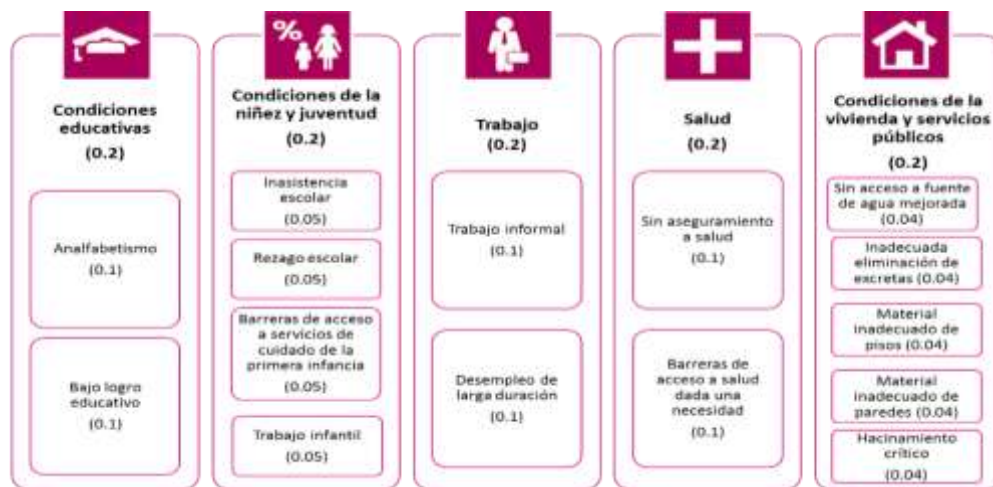 Condiciones
educativas
(0.2)
Analfabetismo
(0.1)
Bajo logro
educativo
(0.1)
%
Condiciones de la
niñez y juventud
(0.2)
Inasistencia
escolar
(0.05)
Rezago escolar
(0.05)
Barreras de acceso
a servicios de
cuidado de la
primera infancia
(0.05)
Trabajo infantil
(0.05)
Trabajo
(0.2)
Trabajo informal
(0.1)
Desempleo de
larga duración
(0.1)
Salud
(0.2)
Sin aseguramiento
a salud
(0.1)
Barreras de
acceso a salud
dada una
necesidad
(0.1)
Condiciones de la
vivienda y servicios
públicos
(0.2)
Sin acceso a fuente
de agua mejorada
(0.04)
Inadecuada
eliminación de
excretas (0.04)
Material
inadecuado de
pisos (0.04)
Material
inadecuado de
paredes (0.04)
Hacinamiento
crítico
(0.04)